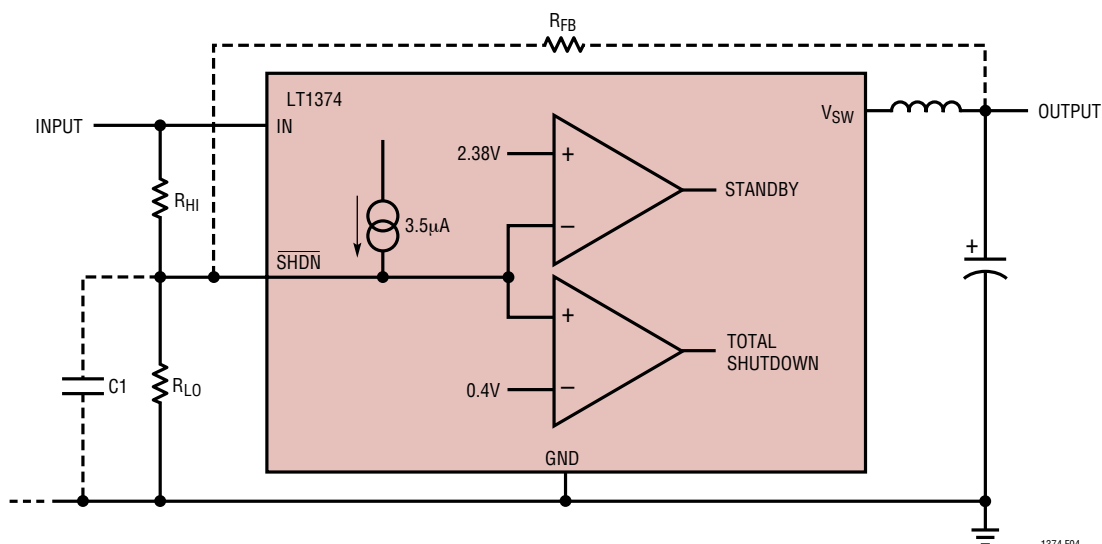 RFB
LT1374
INPUT
IN
VSW
OUTPUT
2.38V
+
STANDBY
–
RHI
3.5µA
SHDN
+
+
TOTAL
SHUTDOWN
C1
RLO
0.4V
–
GND
1374 F04